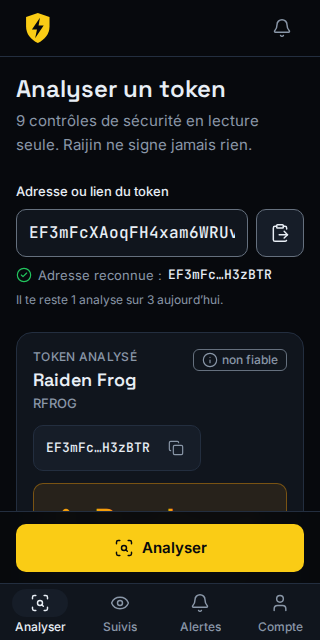 Analyser un token
9 contrôles de sécurité en lecture
seule. Raijin ne signe jamais rien.
Adresse ou lien du token
EF3mFcXAoqFH4xam6WRUv
Adresse reconnue : EF3mFc…H3zBTR
Il te reste 1 analyse sur 3 aujourd'hui.
TOKEN ANALYSÉ
non fiable
Raiden Frog
RFROG
EF3mFc…H3zBTR
Analyser
Analyser
Suivis
Alertes
Compte